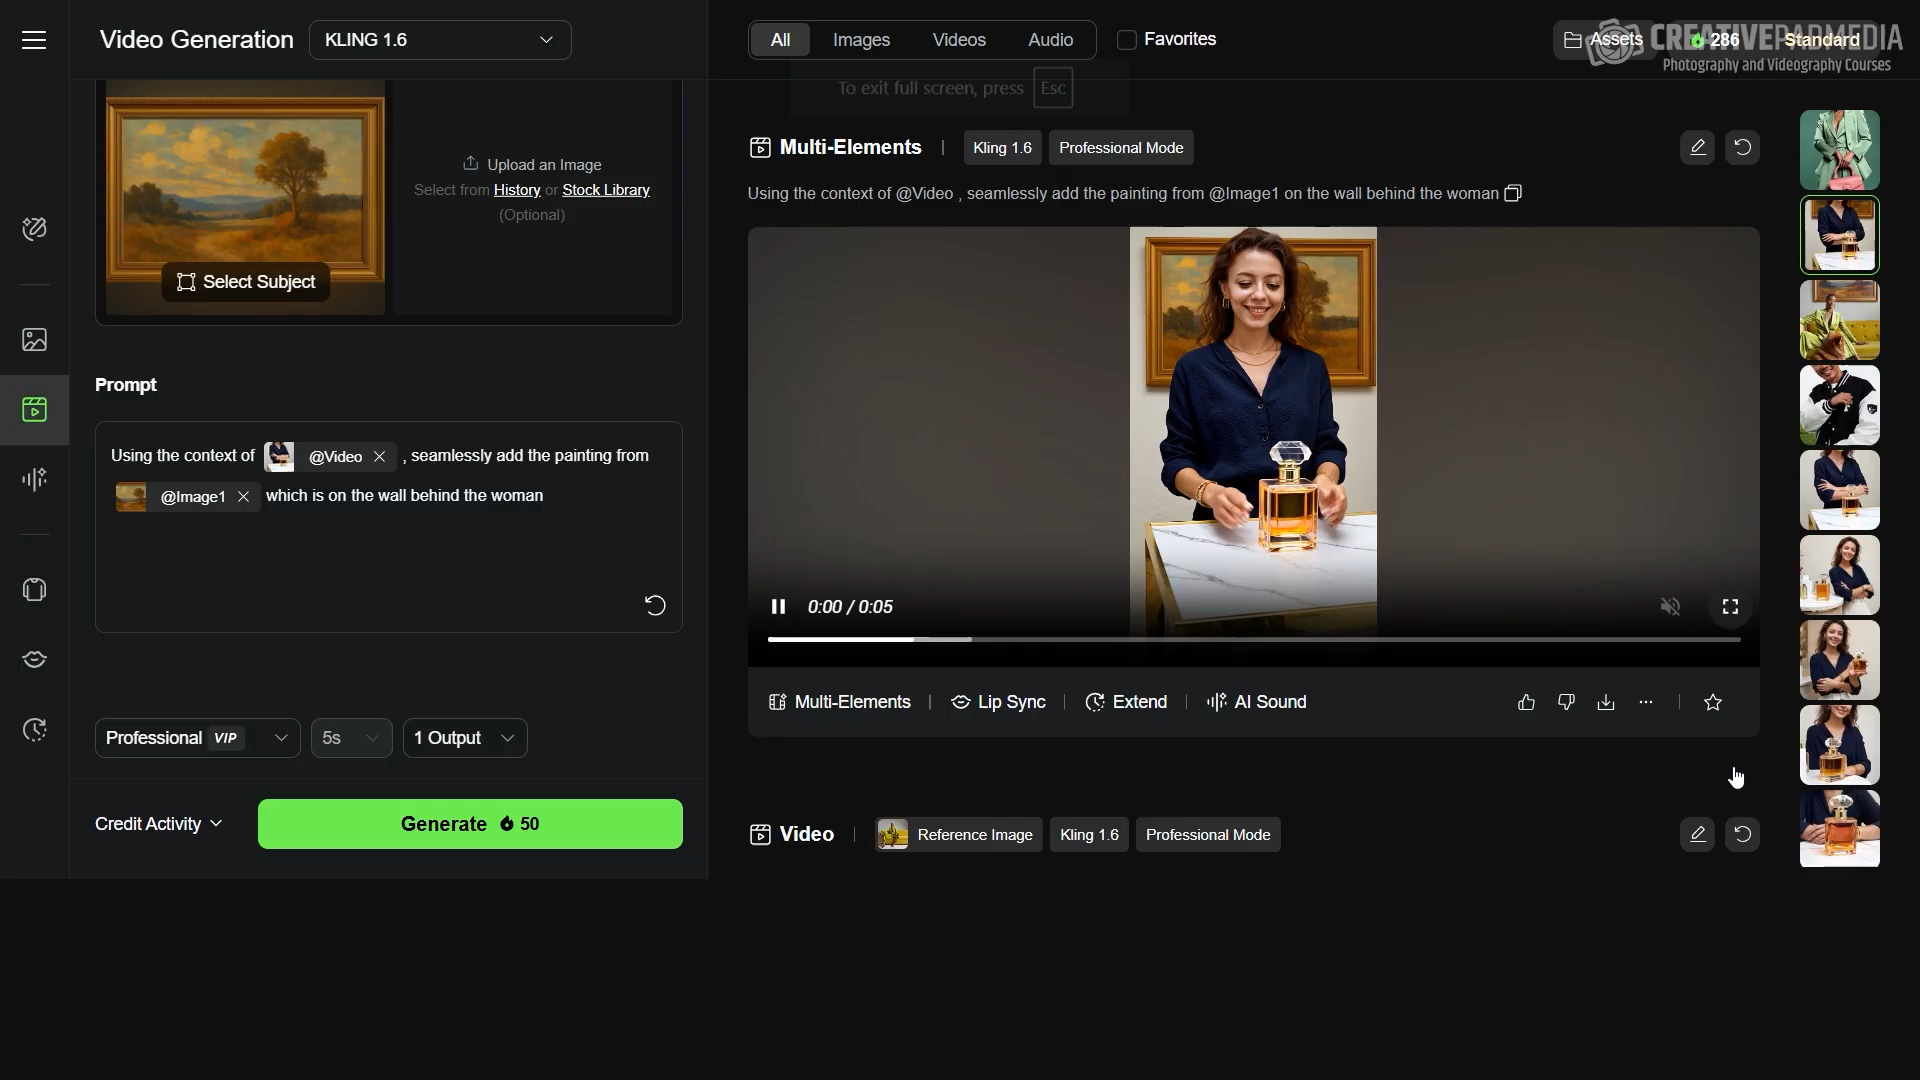 Video Generation
KLING 1.6
All
Images
Videos
Audio
Favorites
Assets
286
Standard
CREATIVEPADMEDIA
Photography and Videography Courses
To exit full screen, press Esc
Upload an Image
Select from History or Stock Library
(Optional)
Select Subject
Prompt
Using the context of @Video , seamlessly add the painting from
@Image1 which is on the wall behind the woman
Professional VIP
5s
1 Output
Credit Activity
Generate 50
Multi-Elements
Kling 1.6
Professional Mode
Using the context of @Video , seamlessly add the painting from @Image1 on the wall behind the woman
0:00 / 0:05
Multi-Elements
Lip Sync
Extend
AI Sound
Video
Reference Image
Kling 1.6
Professional Mode